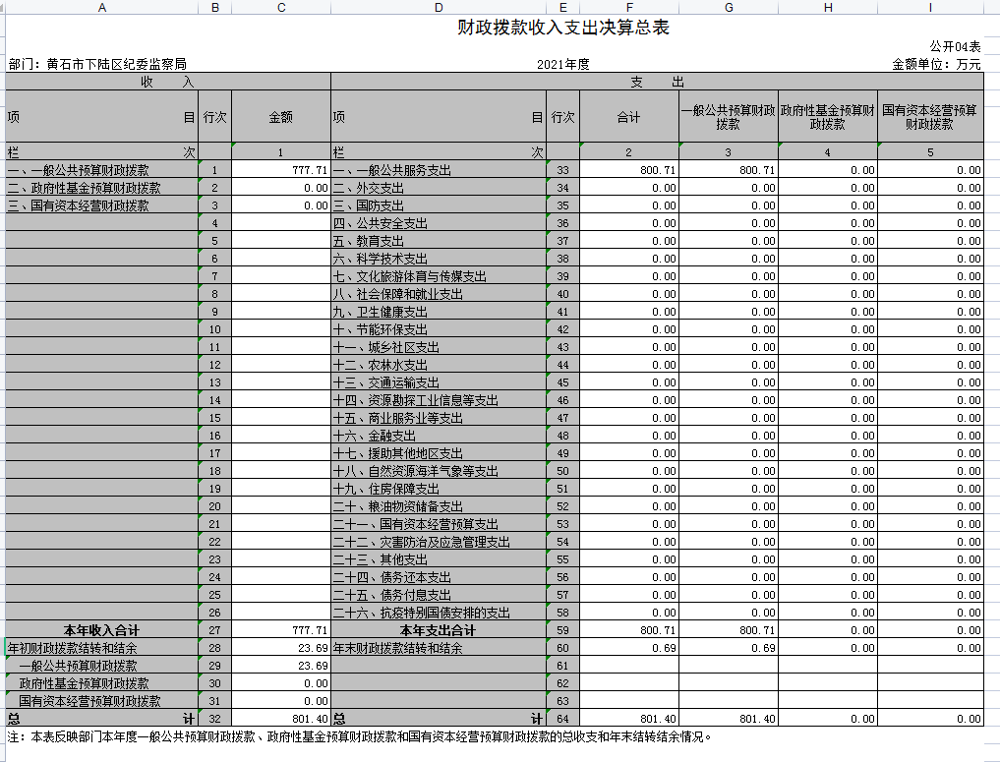 A B C D E F G H I
财政拨款收入支出决算总表
公开04表
部门：黄石市下陆区纪委监察局 2021年度 金额单位：万元
收 入 支 出
项 目 行次 金额 项 目 行次 合计 一般公共预算财政拨款 政府性基金预算财政拨款 国有资本经营预算财政拨款
栏 次 1 栏 次 2 3 4 5
一、一般公共预算财政拨款 1 777.71 一、一般公共服务支出 33 800.71 800.71 0.00 0.00
二、政府性基金预算财政拨款 2 0.00 二、外交支出 34 0.00 0.00 0.00 0.00
三、国有资本经营财政拨款 3 0.00 三、国防支出 35 0.00 0.00 0.00 0.00
4 四、公共安全支出 36 0.00 0.00 0.00 0.00
5 五、教育支出 37 0.00 0.00 0.00 0.00
6 六、科学技术支出 38 0.00 0.00 0.00 0.00
7 七、文化旅游体育与传媒支出 39 0.00 0.00 0.00 0.00
8 八、社会保障和就业支出 40 0.00 0.00 0.00 0.00
9 九、卫生健康支出 41 0.00 0.00 0.00 0.00
10 十、节能环保支出 42 0.00 0.00 0.00 0.00
11 十一、城乡社区支出 43 0.00 0.00 0.00 0.00
12 十二、农林水支出 44 0.00 0.00 0.00 0.00
13 十三、交通运输支出 45 0.00 0.00 0.00 0.00
14 十四、资源勘探工业信息等支出 46 0.00 0.00 0.00 0.00
15 十五、商业服务业等支出 47 0.00 0.00 0.00 0.00
16 十六、金融支出 48 0.00 0.00 0.00 0.00
17 十七、援助其他地区支出 49 0.00 0.00 0.00 0.00
18 十八、自然资源海洋气象等支出 50 0.00 0.00 0.00 0.00
19 十九、住房保障支出 51 0.00 0.00 0.00 0.00
20 二十、粮油物资储备支出 52 0.00 0.00 0.00 0.00
21 二十一、国有资本经营预算支出 53 0.00 0.00 0.00 0.00
22 二十二、灾害防治及应急管理支出 54 0.00 0.00 0.00 0.00
23 二十三、其他支出 55 0.00 0.00 0.00 0.00
24 二十四、债务还本支出 56 0.00 0.00 0.00 0.00
25 二十五、债务付息支出 57 0.00 0.00 0.00 0.00
26 二十六、抗疫特别国债安排的支出 58 0.00 0.00 0.00 0.00
本年收入合计 27 777.71 本年支出合计 59 800.71 800.71 0.00 0.00
年初财政拨款结转和结余 28 23.69 年末财政拨款结转和结余 60 0.69 0.69 0.00 0.00
一般公共预算财政拨款 29 23.69 61
政府性基金预算财政拨款 30 0.00 62
国有资本经营预算财政拨款 31 0.00 63
总 计 32 801.40 总 计 64 801.40 801.40 0.00 0.00
注：本表反映部门本年度一般公共预算财政拨款、政府性基金预算财政拨款和国有资本经营预算财政拨款的总收支和年末结转结余情况。